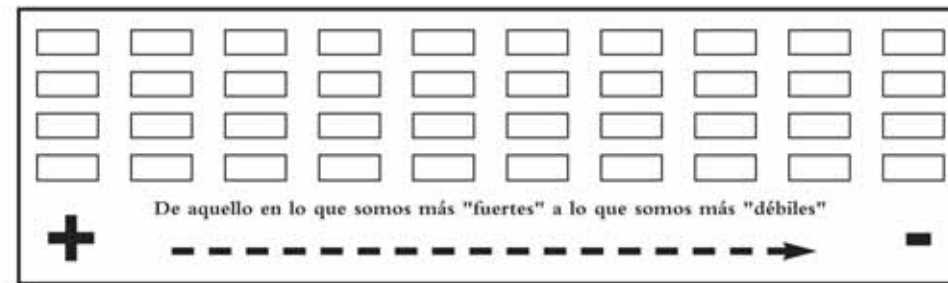 De aquello en lo que somos más "fuertes" a lo que somos más "débiles"
+ -